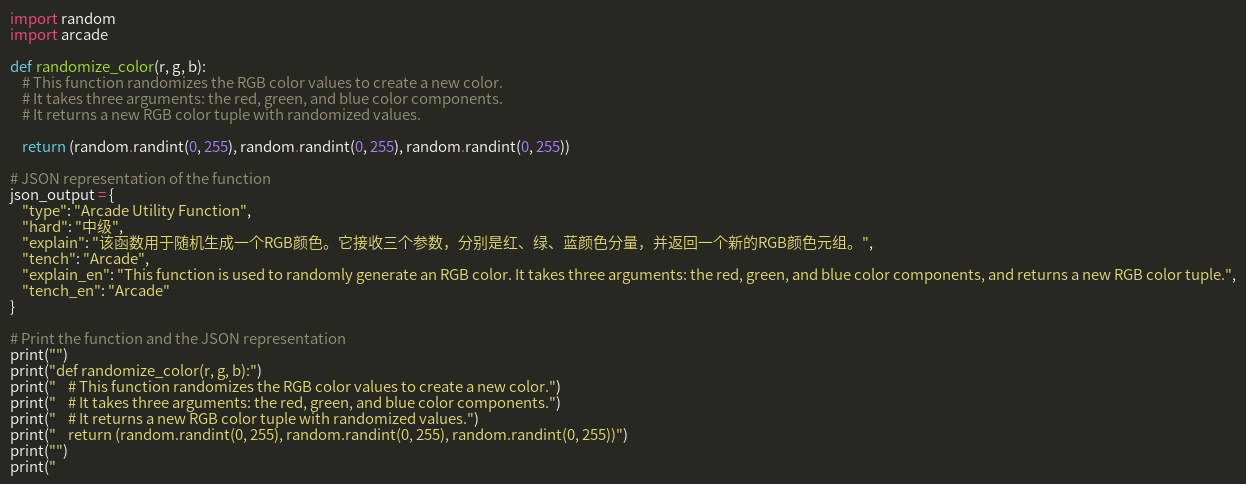 import random
import arcade

def randomize_color(r, g, b):
    # This function randomizes the RGB color values to create a new color.
    # It takes three arguments: the red, green, and blue color components.
    # It returns a new RGB color tuple with randomized values.

    return (random.randint(0, 255), random.randint(0, 255), random.randint(0, 255))

# JSON representation of the function
json_output = {
    "type": "Arcade Utility Function",
    "hard": "中级",
    "explain": "该函数用于随机生成一个RGB颜色。它接收三个参数，分别是红、绿、蓝颜色分量，并返回一个新的RGB颜色元组。",
    "tench": "Arcade",
    "explain_en": "This function is used to randomly generate an RGB color. It takes three arguments: the red, green, and blue color components, and returns a new RGB color tuple.",
    "tench_en": "Arcade"
}

# Print the function and the JSON representation
print("")
print("def randomize_color(r, g, b):")
print("    # This function randomizes the RGB color values to create a new color.")
print("    # It takes three arguments: the red, green, and blue color components.")
print("    # It returns a new RGB color tuple with randomized values.")
print("    return (random.randint(0, 255), random.randint(0, 255), random.randint(0, 255))")
print("")
print("